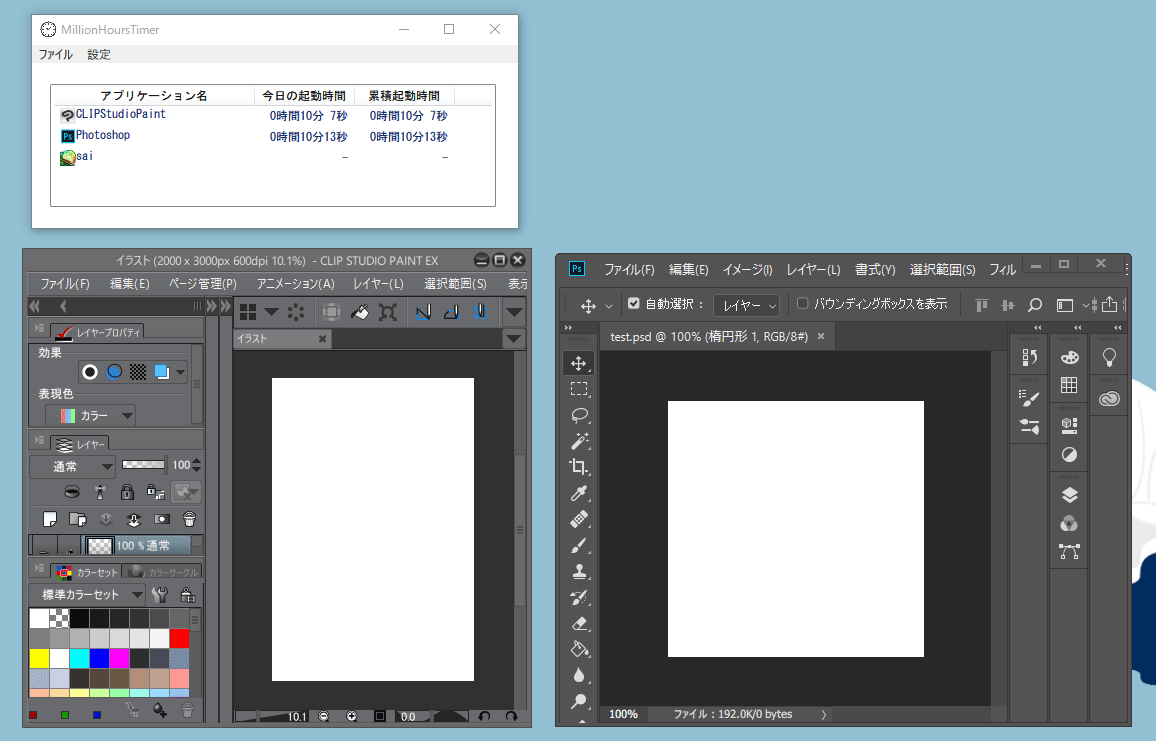 MillionHoursTimer
ファイル 設定
アプリケーション名 今日の起動時間 累積起動時間
CLIPStudioPaint 0時間10分 7秒 0時間10分 7秒
Ps Photoshop 0時間10分13秒 0時間10分13秒
sai – –
イラスト (2000 x 3000px 600dpi 10.1%) - CLIP STUDIO PAINT EX
ファイル(F) 編集(E) ページ管理(P) アニメーション(A) レイヤー(L) 選択範囲(S) 表示
レイヤープロパティ
イラスト
効果
表現色
カラー
レイヤー
通常 100
100 % 通常
カラーセット カラーサークル
標準カラーセット
10.1 0.0
Ps ファイル(F) 編集(E) イメージ(I) レイヤー(L) 書式(Y) 選択範囲(S) フィル
自動選択： レイヤー バウンディングボックスを表示
test.psd @ 100% (楕円形 1, RGB/8#)
100% ファイル：192.0K/0 bytes